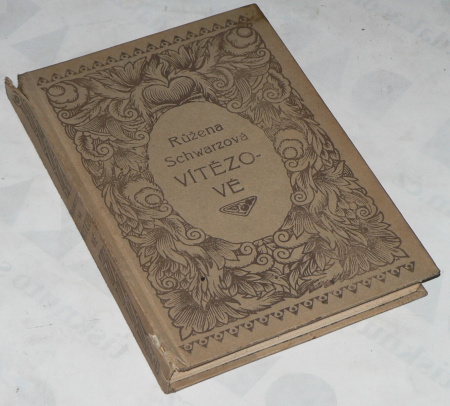 Růžena
Schwarzová
VÍTĚZO-
VÉ